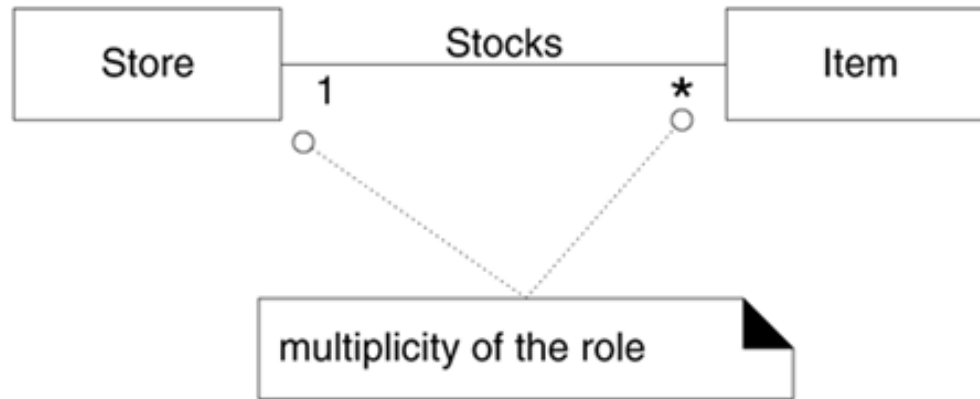 Store
Stocks
Item
1
*
multiplicity of the role